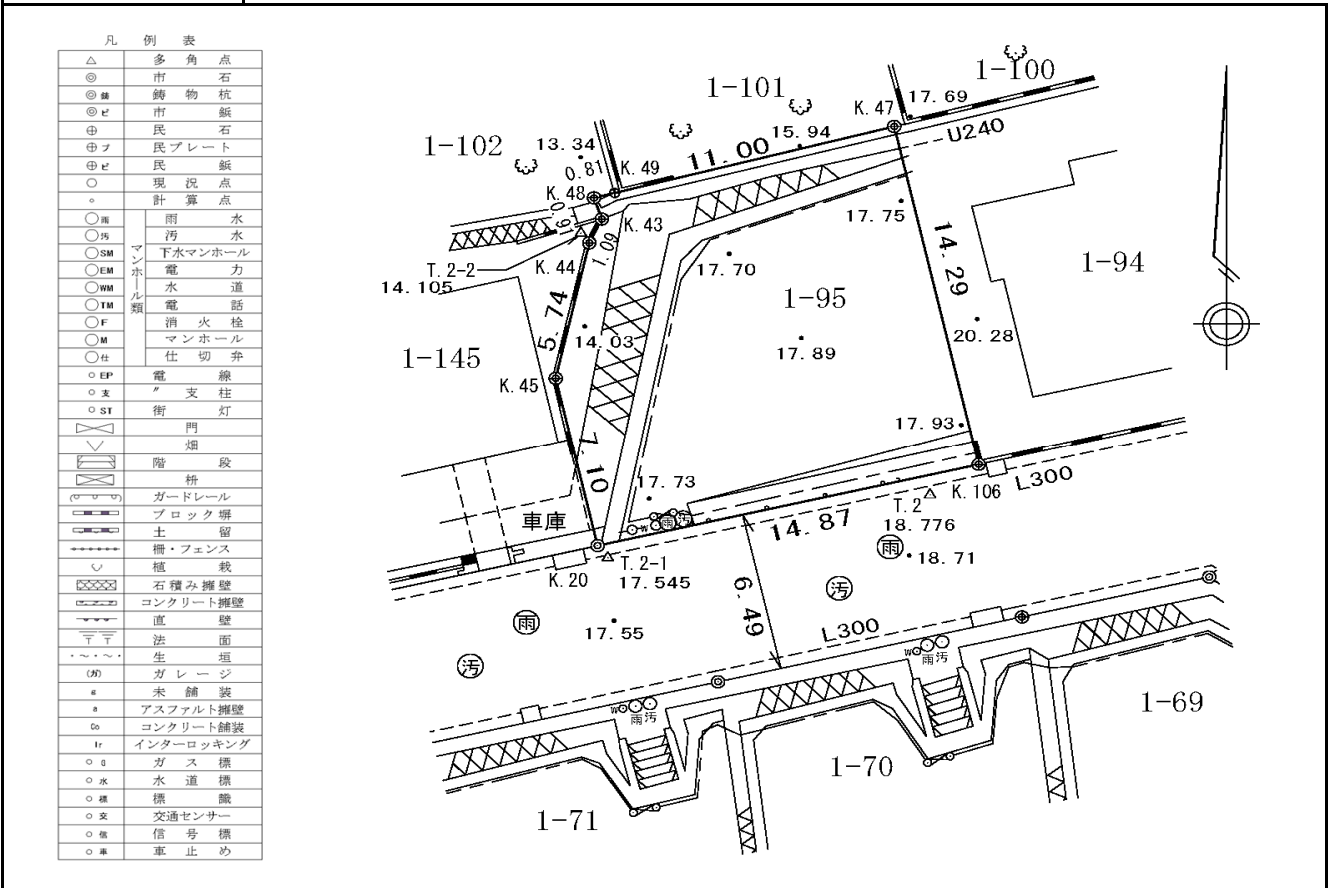 凡例表
△ 多角点
◎ 市石
◎鋳 鋳物杭
◎ピ 市鋲
⊕ 民石
⊕プ 民プレート
⊕ピ 民鋲
○ 現況点
○ 計算点
マンホール類
○雨 雨水
○汚 汚水
○SM 下水マンホール
○EM 電力
○WM 水道
○TM 電話
○F 消火栓
○M マンホール
○仕 仕切弁
○EP 電線
○支 〃支柱
○ST 街灯
門
畑
階段
枡
ガードレール
ブロック塀
土留
柵・フェンス
植栽
石積み擁壁
コンクリート擁壁
直壁
法面
生垣
(ガ) ガレージ
g 未舗装
a アスファルト擁壁
Co コンクリート舗装
Ir インターロッキング
○G ガス標
○水 水道標
○標 標識
○交 交通センサー
○信 信号標
○車 車止め
1-100
1-101
17.69
K.47
U240
15.94
11.00
1-102
13.34
0.81
K.49
K.48
K.43
1.09
T.2-2
K.44
14.105
17.75
17.70
14.29
1-94
1-95
5.74
14.03
17.89
20.28
1-145
K.45
17.93
7.10
17.73
K.106
L300
T.2
18.776
14.87
車庫
W
雨
汚
K.20
T.2-1
17.545
雨
18.71
汚
6.49
雨
17.55
L300
汚
W
雨汚
W
雨汚
1-69
1-70
1-71